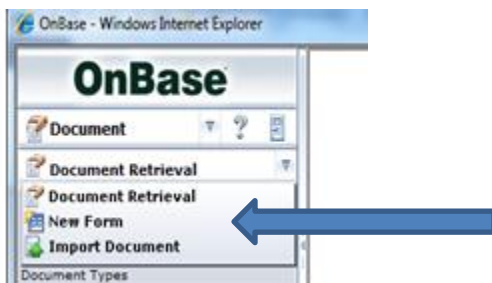 OnBase - Windows Internet Explorer
OnBase
Document ?
Document Retrieval
Document Retrieval
New Form
Import Document
Document Types